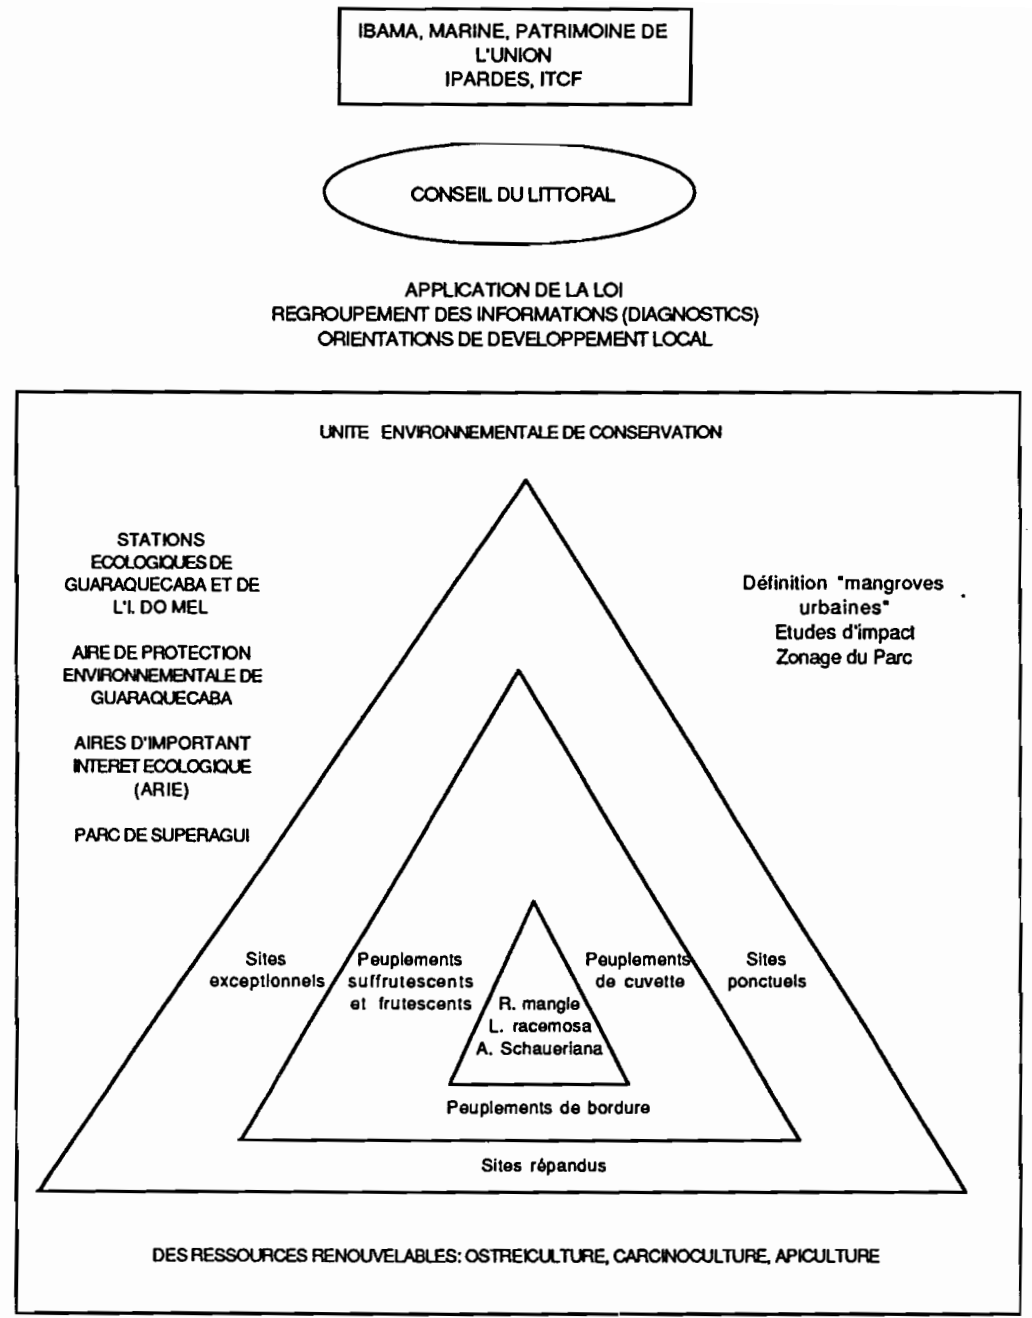 IBAMA, MARINE, PATRIMOINE DE
L'UNION
IPARDES, ITCF
CONSEIL DU LITTORAL
APPLICATION DE LA LOI
REGROUPEMENT DES INFORMATIONS (DIAGNOSTICS)
ORIENTATIONS DE DEVELOPPEMENT LOCAL
UNITE ENVIRONNEMENTALE DE CONSERVATION
STATIONS
ECOLOGIQUES DE
GUARAQUECABA ET DE
L'I. DO MEL
AIRE DE PROTECTION
ENVIRONNEMENTALE DE
GUARAQUECABA
AIRES D'IMPORTANT
INTERET ECOLOGIQUE
(ARIE)
PARC DE SUPERAGUI
Définition "mangroves
urbaines"
Etudes d'impact
Zonage du Parc
Sites
exceptionnels
Peuplements
suffrutescents
et frutescents
R. mangle
L. racemosa
A. Schaueriana
Peuplements
de cuvette
Sites
ponctuels
Peuplements de bordure
Sites répandus
DES RESSOURCES RENOUVELABLES: OSTREICULTURE, CARCINOCULTURE, APICULTURE